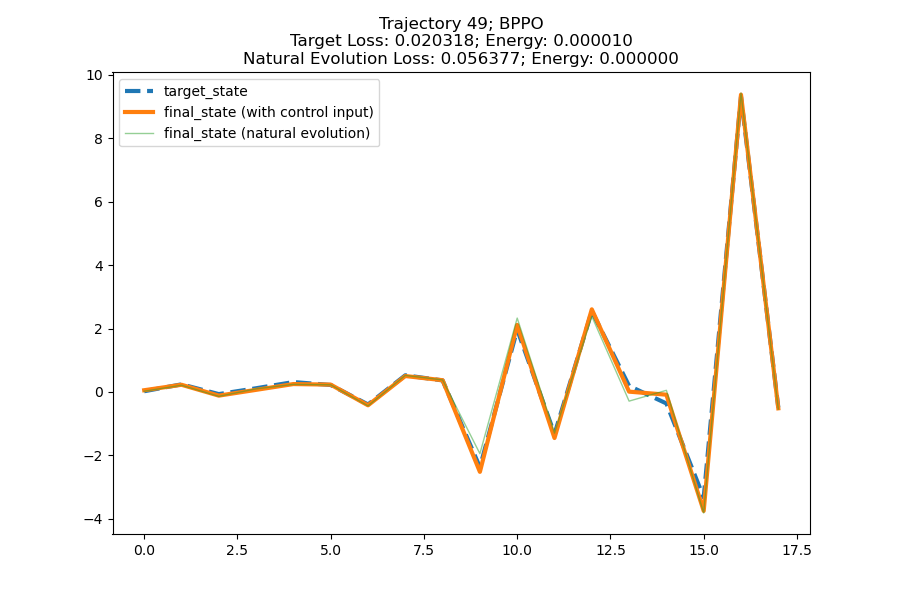 Trajectory 49; BPPO
Target Loss: 0.020318; Energy: 0.000010
Natural Evolution Loss: 0.056377; Energy: 0.000000
target_state
final_state (with control input)
final_state (natural evolution)
10
8
6
4
2
0
−2
−4
0.0 2.5 5.0 7.5 10.0 12.5 15.0 17.5